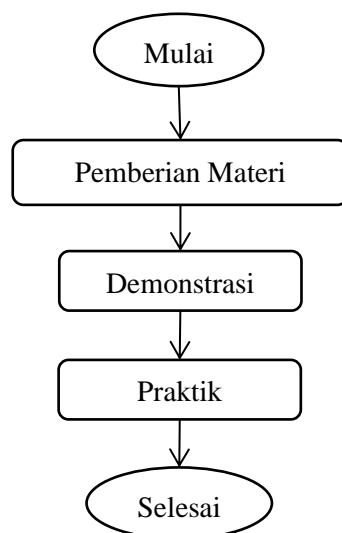 Mulai
Pemberian Materi
Demonstrasi
Praktik
Selesai